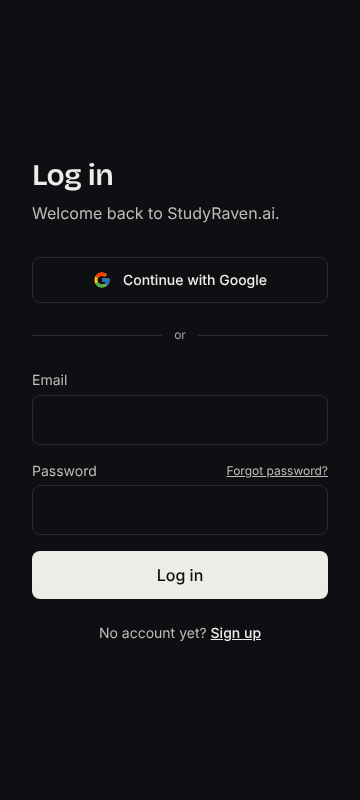 Log in
Welcome back to StudyRaven.ai.
Continue with Google
or
Email
Password Forgot password?
Log in
No account yet? Sign up